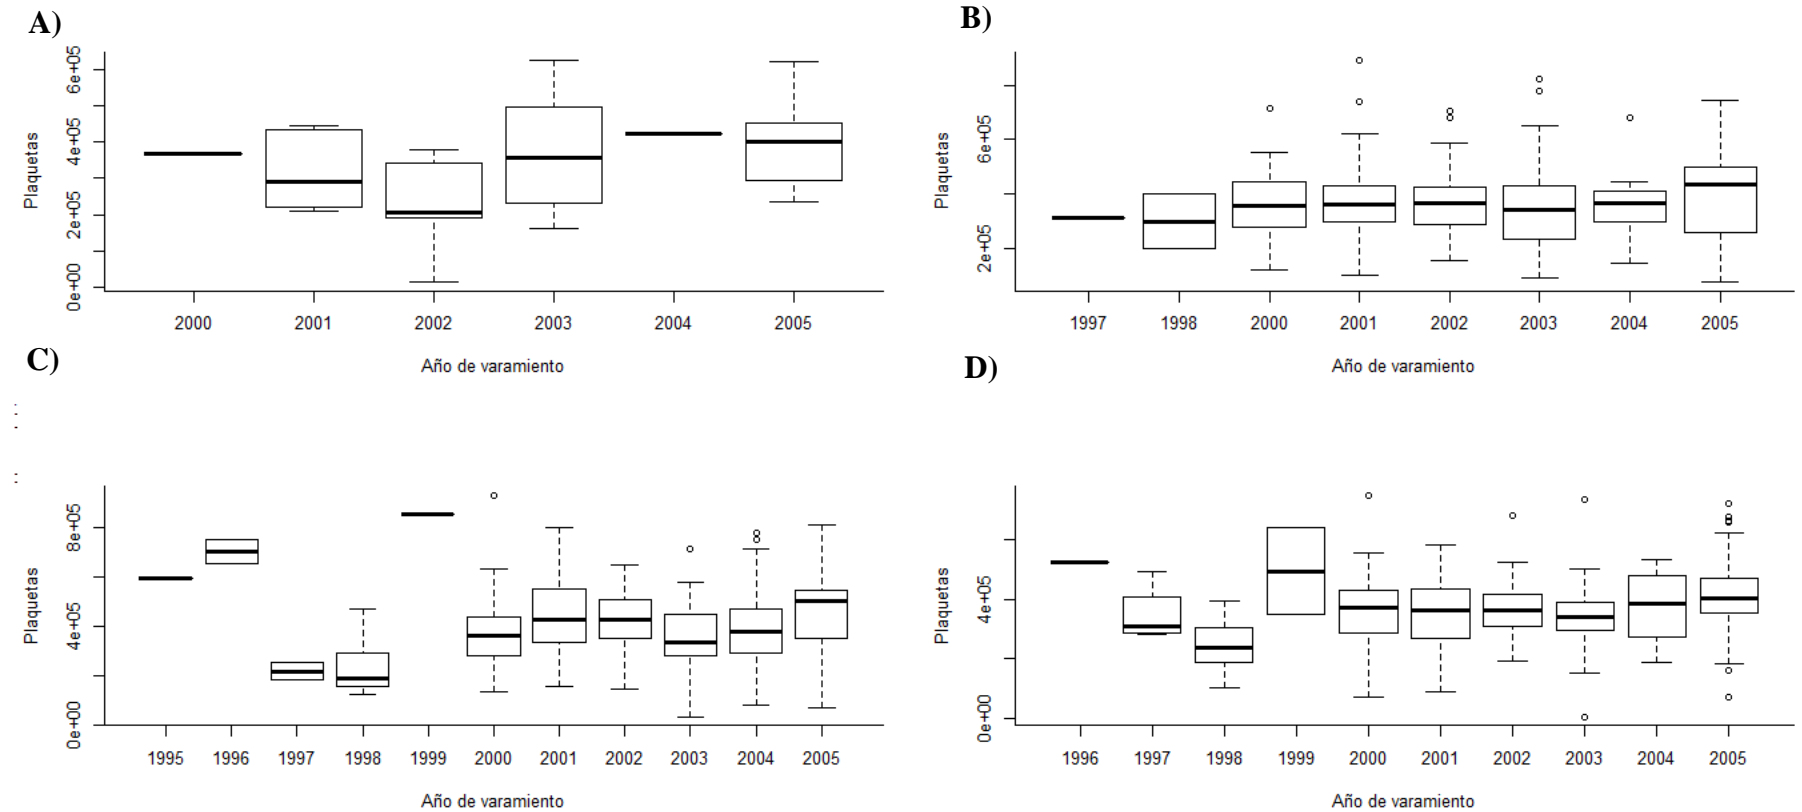 A)
Plaquetas
6e+05
4e+05
2e+05
0e+00
2000 2001 2002 2003 2004 2005
Año de varamiento
B)
Plaquetas
6e+05
2e+05
1997 1998 2000 2001 2002 2003 2004 2005
Año de varamiento
C)
Plaquetas
8e+05
4e+05
0e+00
1995 1996 1997 1998 1999 2000 2001 2002 2003 2004 2005
Año de varamiento
D)
Plaquetas
4e+05
0e+00
1996 1997 1998 1999 2000 2001 2002 2003 2004 2005
Año de varamiento